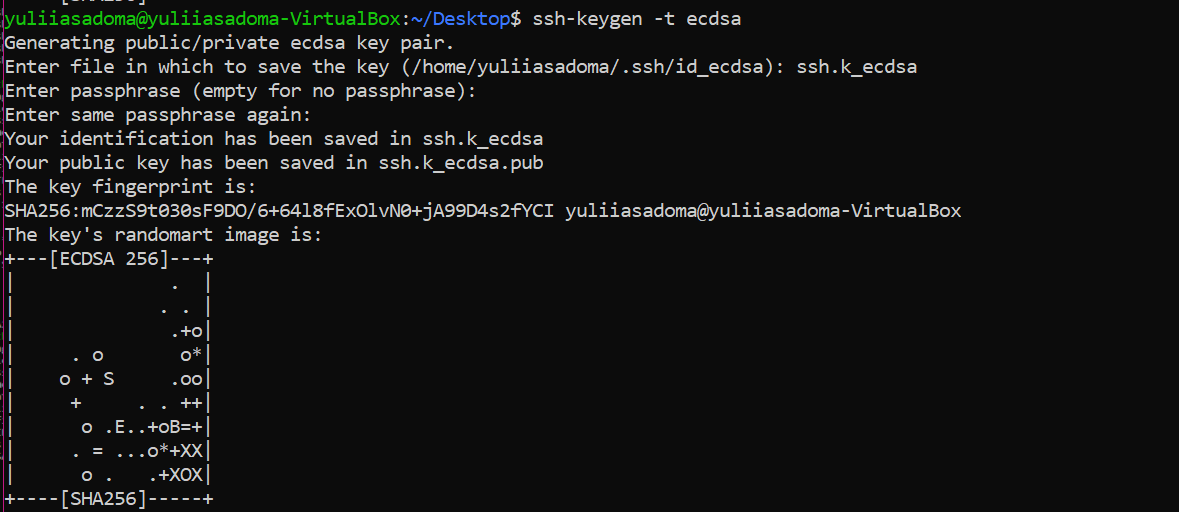 yuliiasadoma@yuliiasadoma-VirtualBox:~/Desktop$ ssh-keygen -t ecdsa
Generating public/private ecdsa key pair.
Enter file in which to save the key (/home/yuliiasadoma/.ssh/id_ecdsa): ssh.k_ecdsa
Enter passphrase (empty for no passphrase):
Enter same passphrase again:
Your identification has been saved in ssh.k_ecdsa
Your public key has been saved in ssh.k_ecdsa.pub
The key fingerprint is:
SHA256:mCzzS9t030sF9DO/6+64l8fExOlvN0+jA99D4s2fYCI yuliiasadoma@yuliiasadoma-VirtualBox
The key's randomart image is:
+---[ECDSA 256]---+
|              .  |
|             . . |
|              .+o|
|     . o       o*|
|    o + S     .oo|
|     +     . . ++|
|      o .E..+oB=+|
|     . = ...o*+XX|
|      o .   .+XOX|
+----[SHA256]-----+